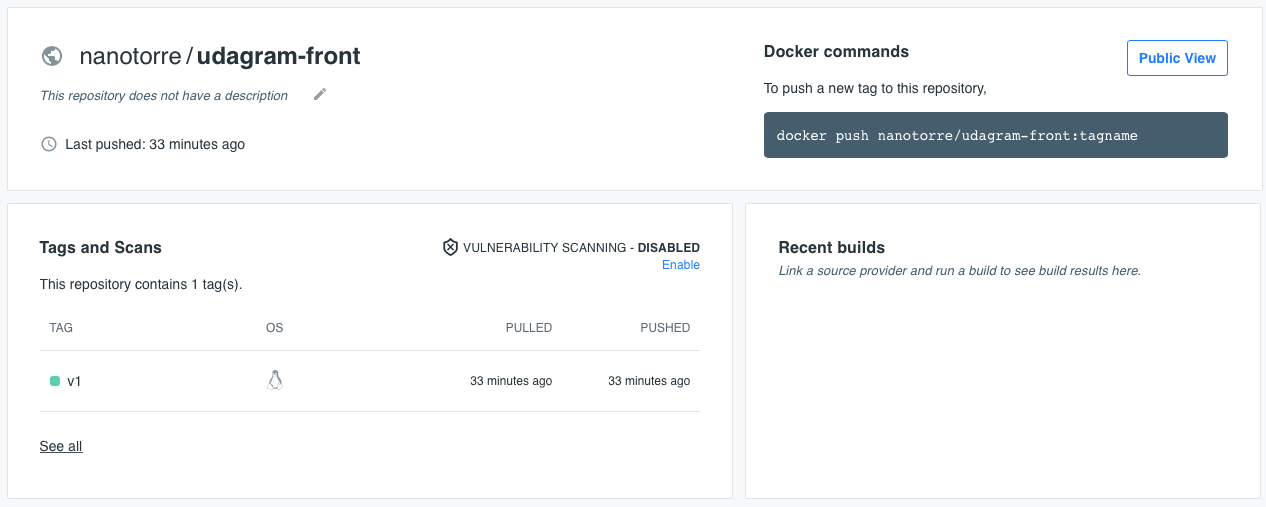 nanotorre / udagram-front
This repository does not have a description
Last pushed: 33 minutes ago
Docker commands
Public View
To push a new tag to this repository,
docker push nanotorre/udagram-front:tagname
Tags and Scans
VULNERABILITY SCANNING - DISABLED
Enable
This repository contains 1 tag(s).
TAG OS PULLED PUSHED
v1 33 minutes ago 33 minutes ago
See all
Recent builds
Link a source provider and run a build to see build results here.